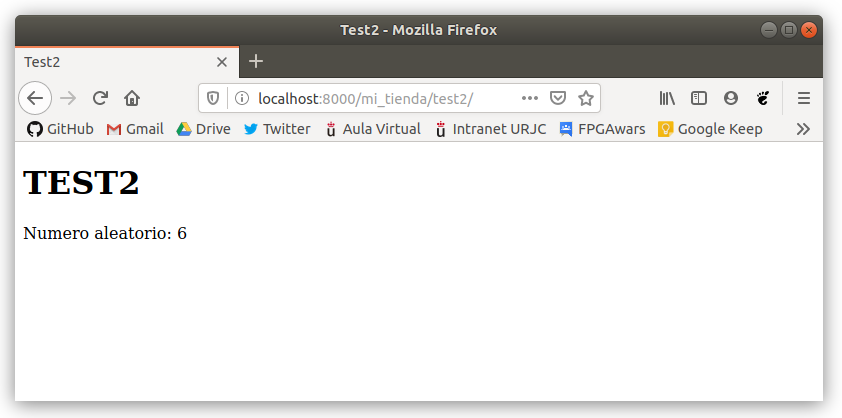 Test2 - Mozilla Firefox
Test2
localhost:8000/mi_tienda/test2/
GitHub Gmail Drive Twitter Aula Virtual Intranet URJC FPGAwars Google Keep
TEST2
Numero aleatorio: 6